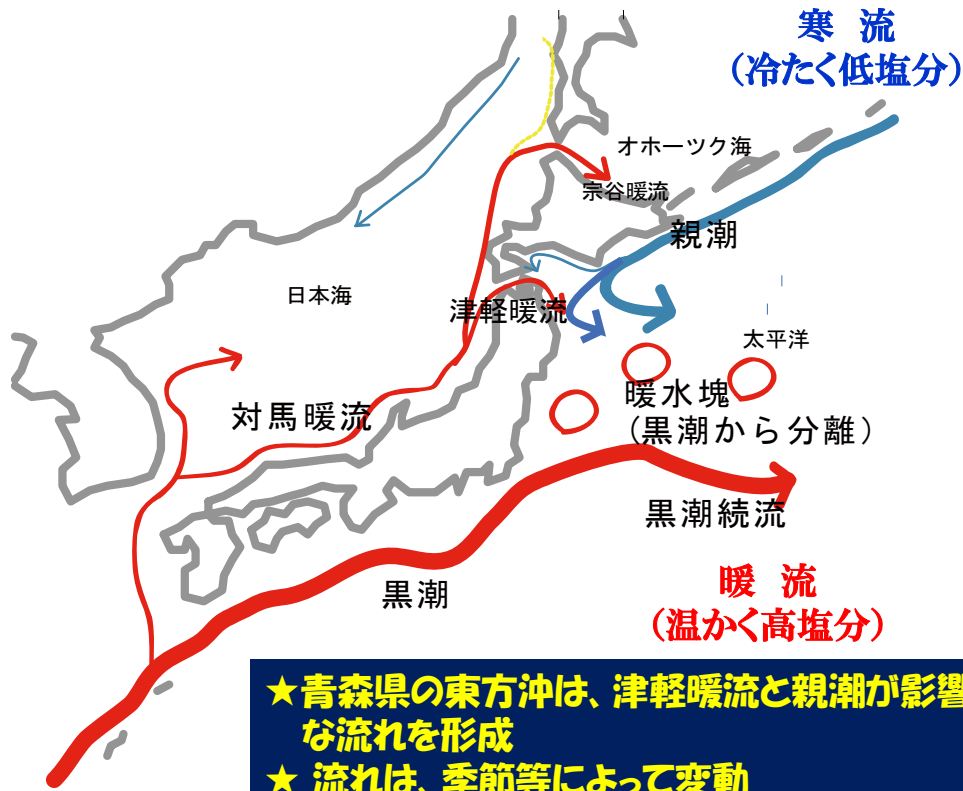 寒 流
(冷たく低塩分)
オホーツク海
宗谷暖流
親潮
日本海
津軽暖流
太平洋
暖水塊
(黒潮から分離)
対馬暖流
黒潮続流
黒潮
暖 流
(温かく高塩分)
★青森県の東方沖は、津軽暖流と親潮が影響
な流れを形成
★ 流れは、季節等によって変動